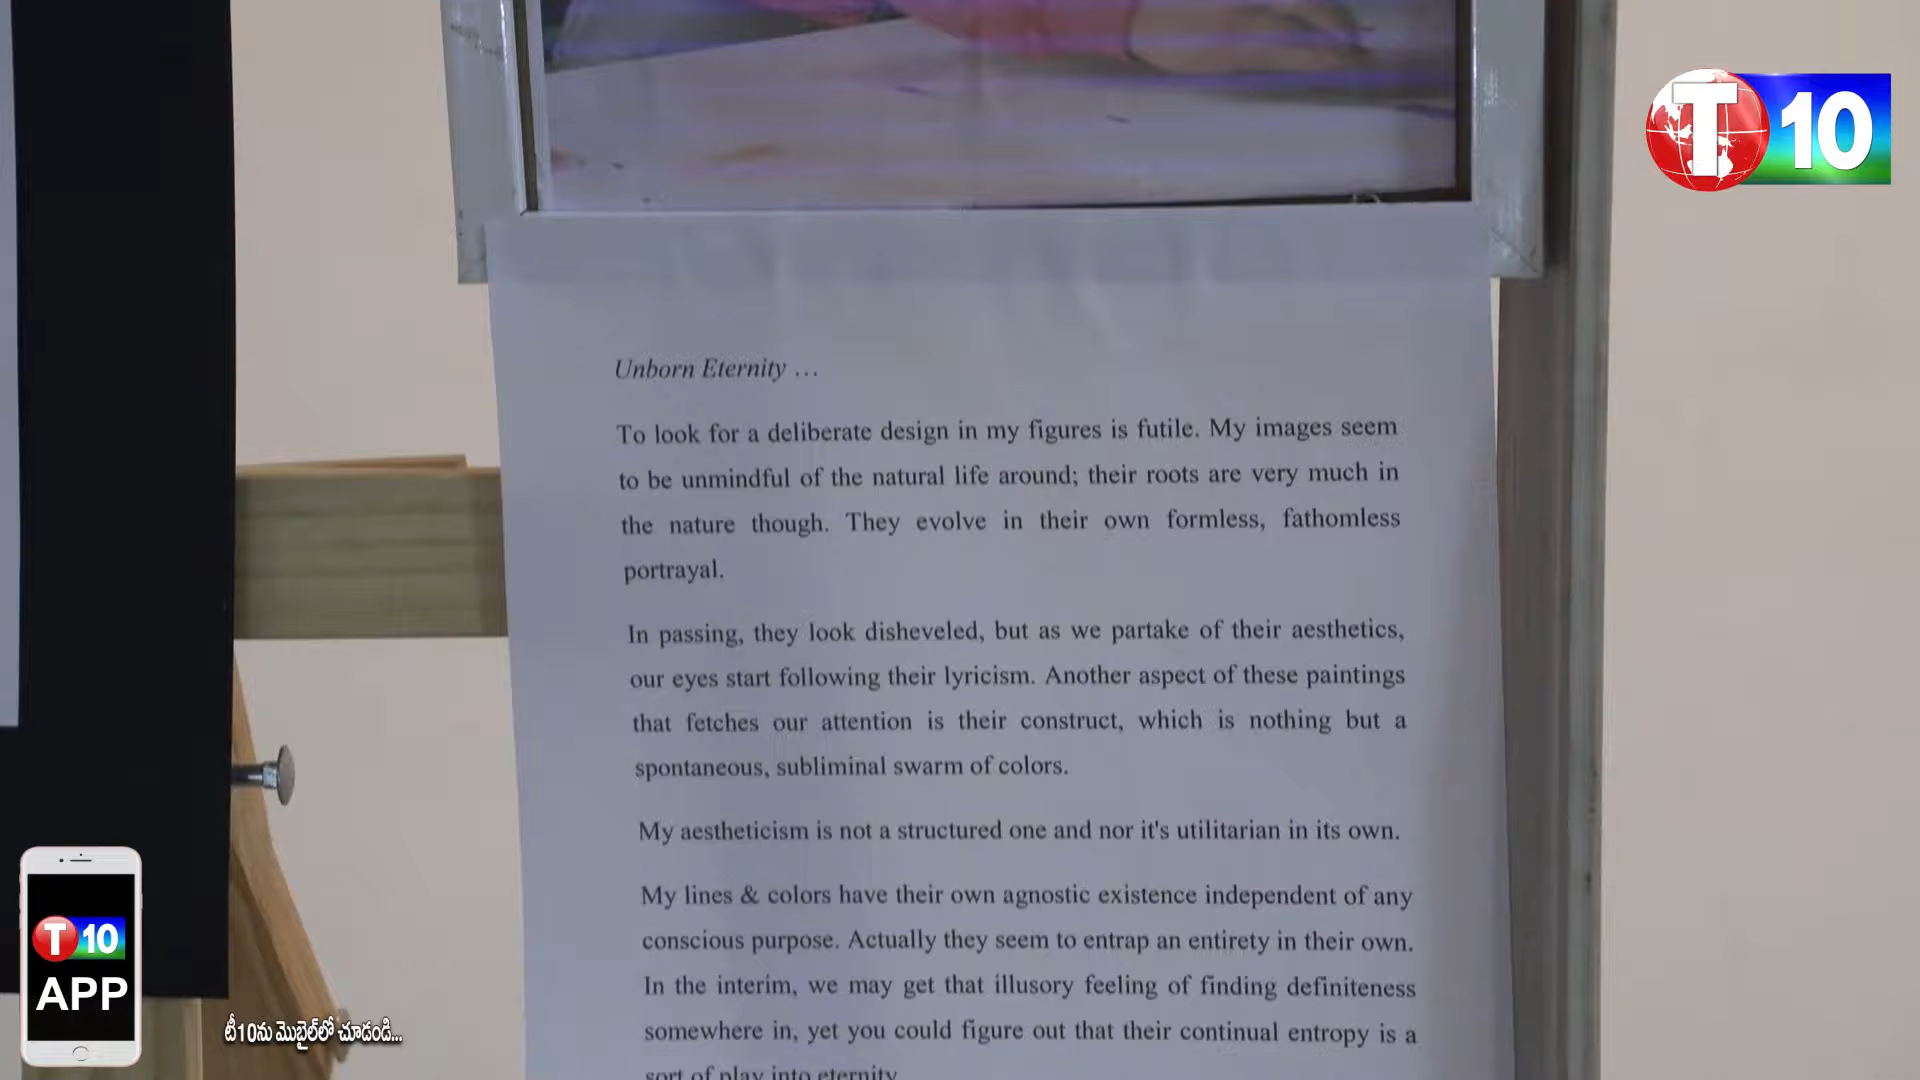 T 10
Unborn Eternity ...
To look for a deliberate design in my figures is futile. My images seem
to be unmindful of the natural life around; their roots are very much in
the nature though. They evolve in their own formless, fathomless
portrayal.
In passing, they look disheveled, but as we partake of their aesthetics,
our eyes start following their lyricism. Another aspect of these paintings
that fetches our attention is their construct, which is nothing but a
spontaneous, subliminal swarm of colors.
My aestheticism is not a structured one and nor it's utilitarian in its own.
My lines & colors have their own agnostic existence independent of any
conscious purpose. Actually they seem to entrap an entirety in their own.
In the interim, we may get that illusory feeling of finding definiteness
somewhere in, yet you could figure out that their continual entropy is a
sort of play into eternity
T 10
APP
టీ10ను మొబైల్‌లో చూడండి...